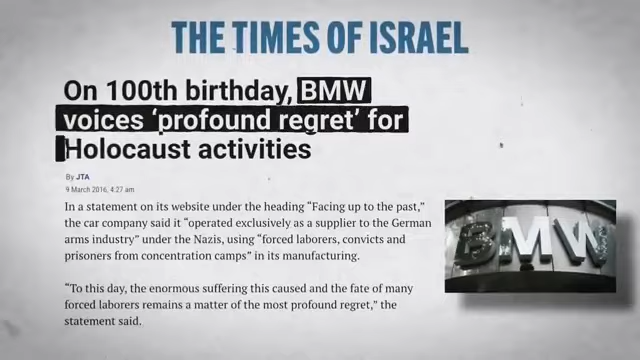 THE TIMES OF ISRAEL
On 100th birthday, BMW
voices ‘profound regret’ for
Holocaust activities
By JTA
9 March 2016, 4:27 am
In a statement on its website under the heading “Facing up to the past,”
the car company said it “operated exclusively as a supplier to the German
arms industry” under the Nazis, using “forced laborers, convicts and
prisoners from concentration camps” in its manufacturing.
“To this day, the enormous suffering this caused and the fate of many
forced laborers remains a matter of the most profound regret,” the
statement said.
BMW